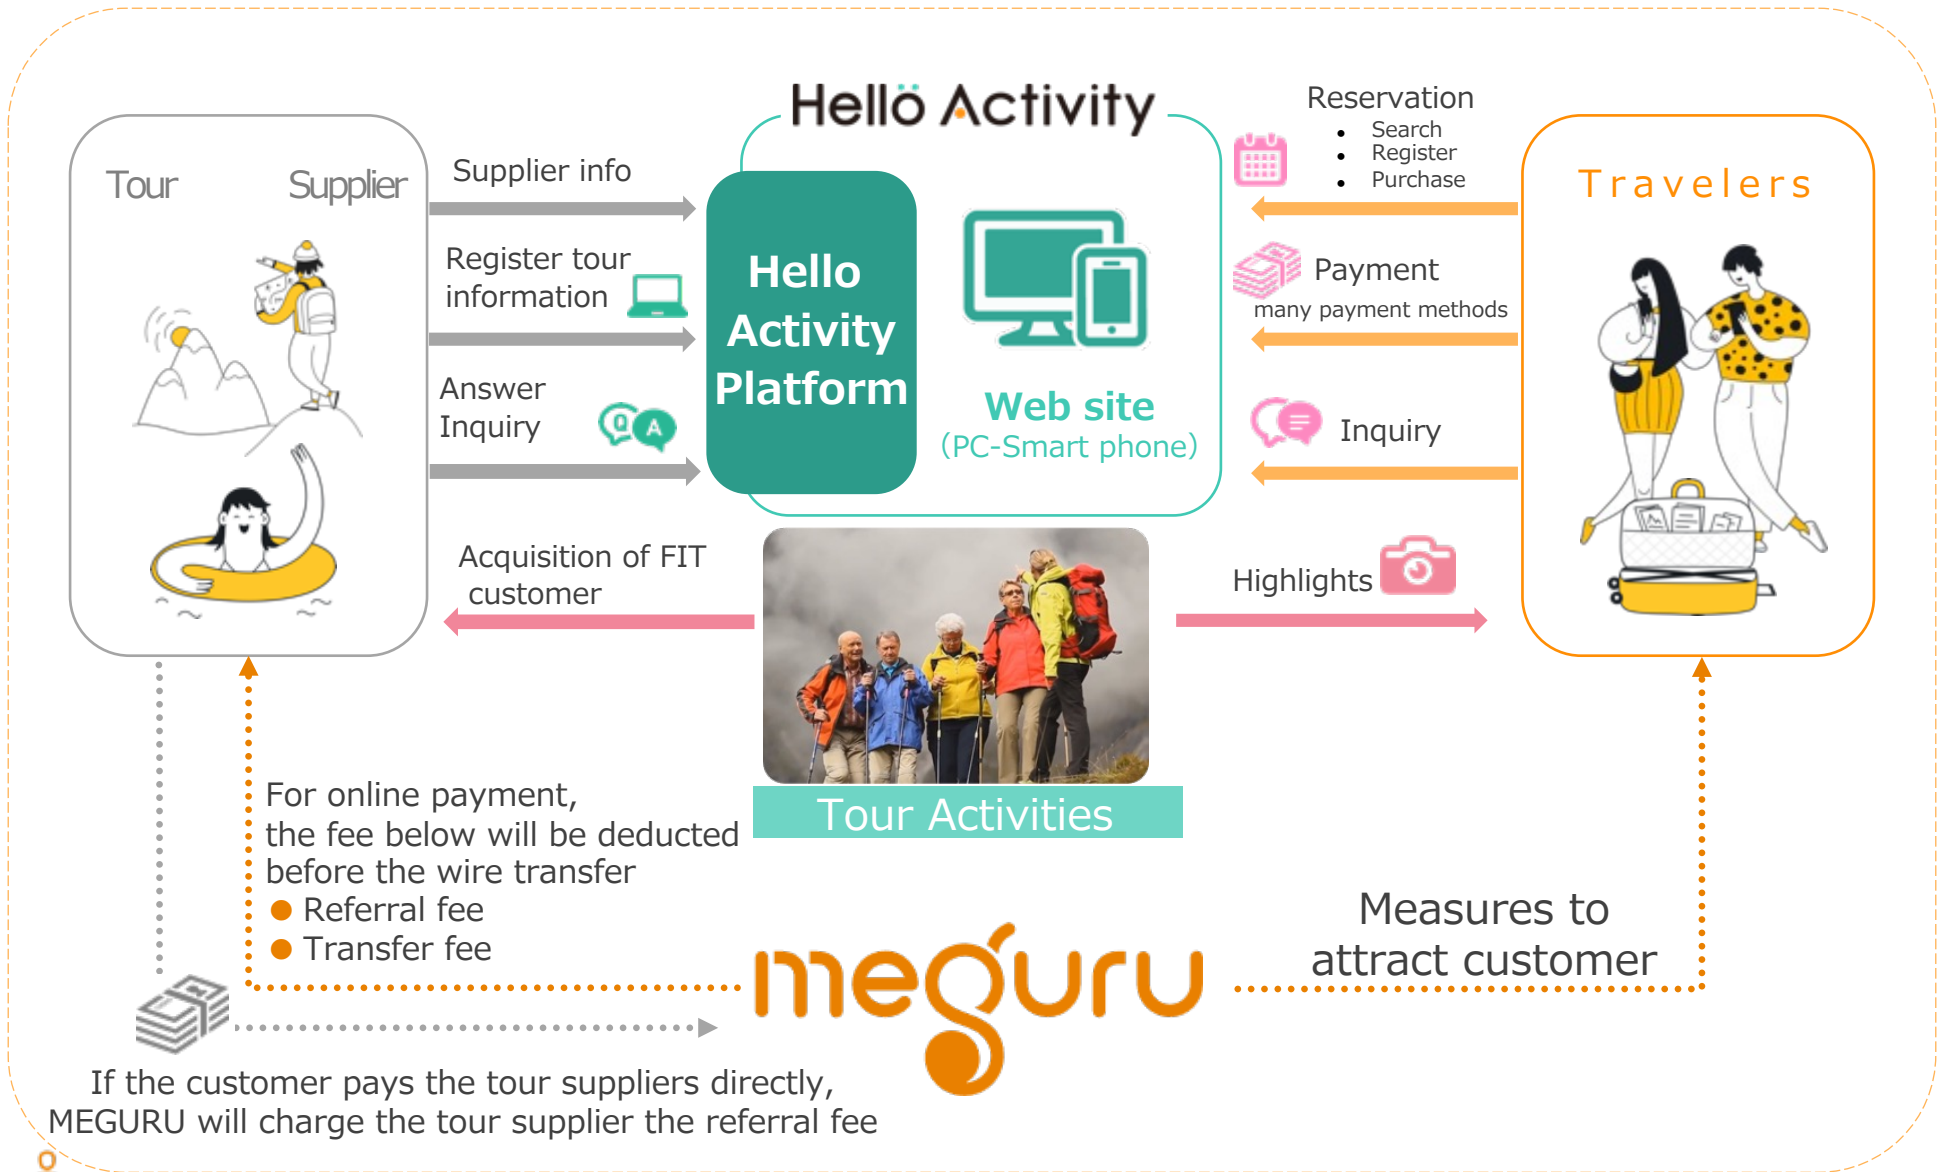 Hellö Activity
Tour Supplier
Supplier info
Register tour
information
Answer
Inquiry
Q A
Acquisition of FIT
customer
Hello
Activity
Platform
Web site
(PC-Smart phone)
Reservation
• Search
• Register
• Purchase
Payment
many payment methods
Inquiry
Highlights
Travelers
Tour Activities
For online payment,
the fee below will be deducted
before the wire transfer
● Referral fee
● Transfer fee
meguru
Measures to
attract customer
If the customer pays the tour suppliers directly,
MEGURU will charge the tour supplier the referral fee